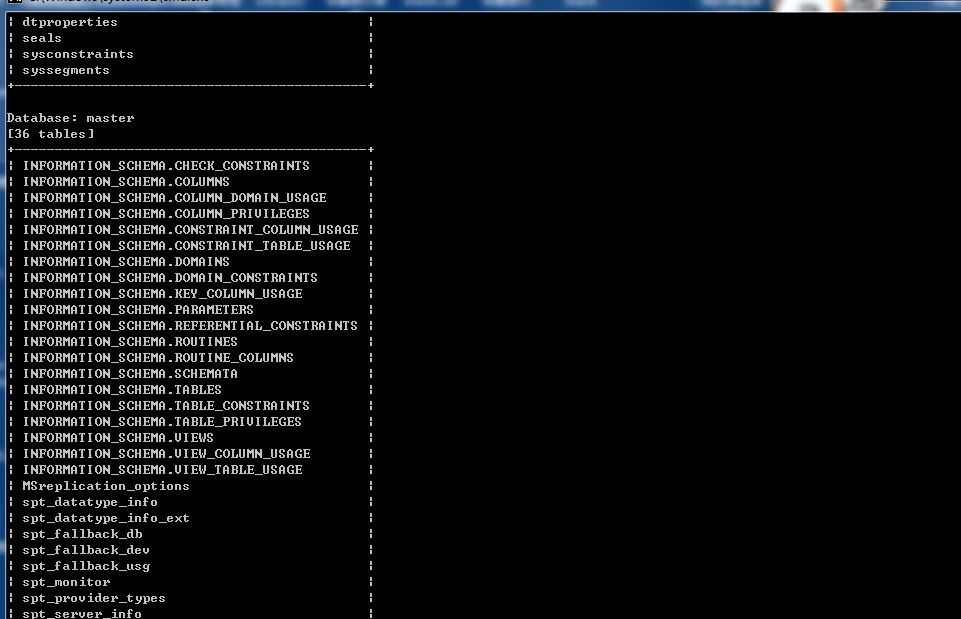 ¦ dtproperties ¦
¦ seals ¦
¦ sysconstraints ¦
¦ syssegments ¦
+--------------------------------------------+
Database: master
[36 tables]
+--------------------------------------------+
¦ INFORMATION_SCHEMA.CHECK_CONSTRAINTS ¦
¦ INFORMATION_SCHEMA.COLUMNS ¦
¦ INFORMATION_SCHEMA.COLUMN_DOMAIN_USAGE ¦
¦ INFORMATION_SCHEMA.COLUMN_PRIVILEGES ¦
¦ INFORMATION_SCHEMA.CONSTRAINT_COLUMN_USAGE ¦
¦ INFORMATION_SCHEMA.CONSTRAINT_TABLE_USAGE ¦
¦ INFORMATION_SCHEMA.DOMAINS ¦
¦ INFORMATION_SCHEMA.DOMAIN_CONSTRAINTS ¦
¦ INFORMATION_SCHEMA.KEY_COLUMN_USAGE ¦
¦ INFORMATION_SCHEMA.PARAMETERS ¦
¦ INFORMATION_SCHEMA.REFERENTIAL_CONSTRAINTS ¦
¦ INFORMATION_SCHEMA.ROUTINES ¦
¦ INFORMATION_SCHEMA.ROUTINE_COLUMNS ¦
¦ INFORMATION_SCHEMA.SCHEMATA ¦
¦ INFORMATION_SCHEMA.TABLES ¦
¦ INFORMATION_SCHEMA.TABLE_CONSTRAINTS ¦
¦ INFORMATION_SCHEMA.TABLE_PRIVILEGES ¦
¦ INFORMATION_SCHEMA.VIEWS ¦
¦ INFORMATION_SCHEMA.VIEW_COLUMN_USAGE ¦
¦ INFORMATION_SCHEMA.VIEW_TABLE_USAGE ¦
¦ MSreplication_options ¦
¦ spt_datatype_info ¦
¦ spt_datatype_info_ext ¦
¦ spt_fallback_db ¦
¦ spt_fallback_dev ¦
¦ spt_fallback_usg ¦
¦ spt_monitor ¦
¦ spt_provider_types ¦
¦ spt_server_info ¦